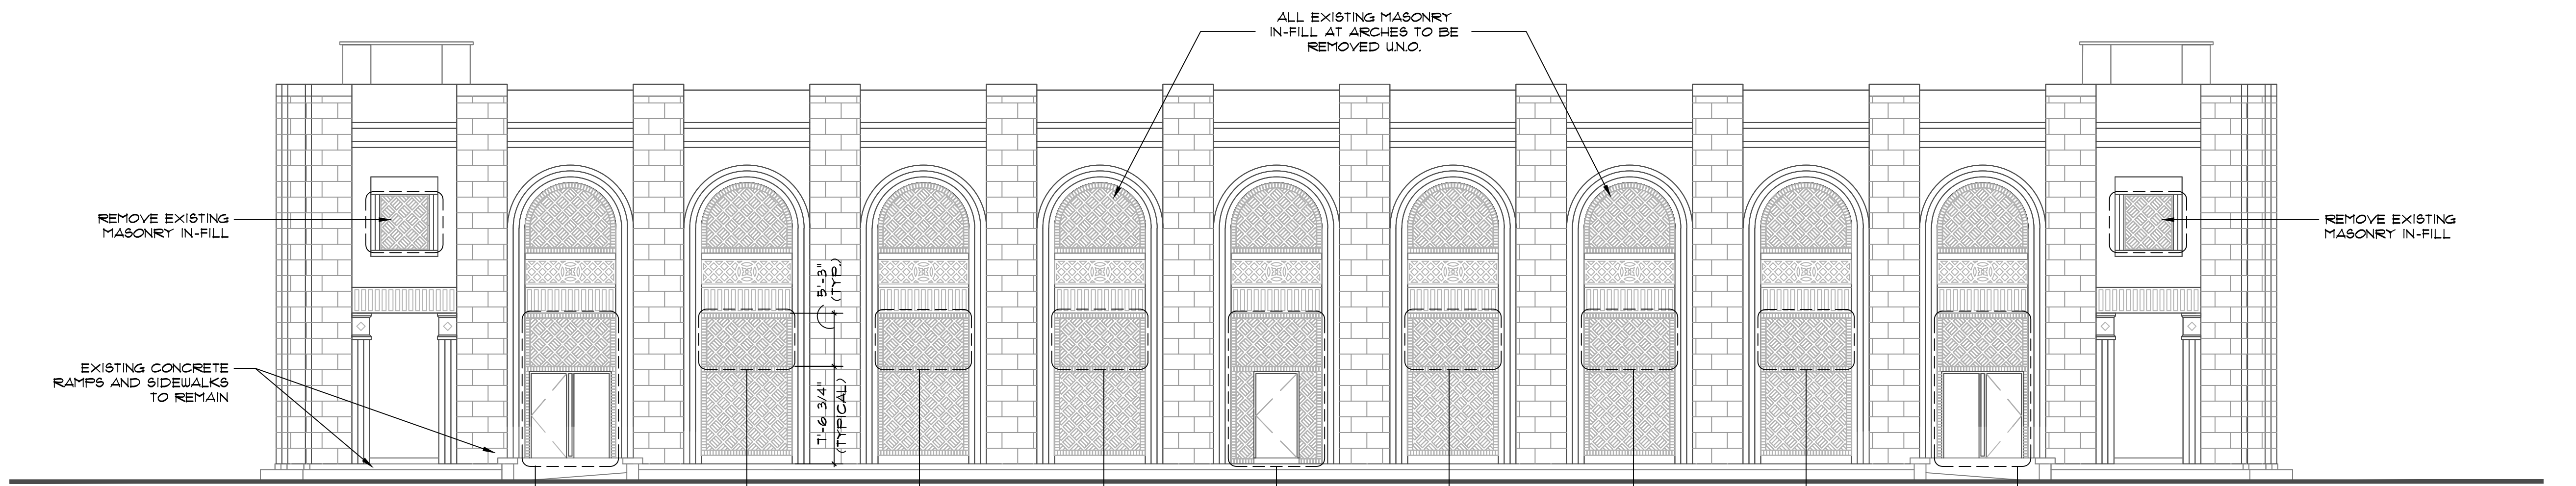 ALL EXISTING MASONRY
IN-FILL AT ARCHES TO BE
REMOVED U.N.O.
REMOVE EXISTING
MASONRY IN-FILL
REMOVE EXISTING
MASONRY IN-FILL
5'-3"
(TYP.)
EXISTING CONCRETE
RAMPS AND SIDEWALKS
TO REMAIN
7'-6 3/4"
(TYPICAL)